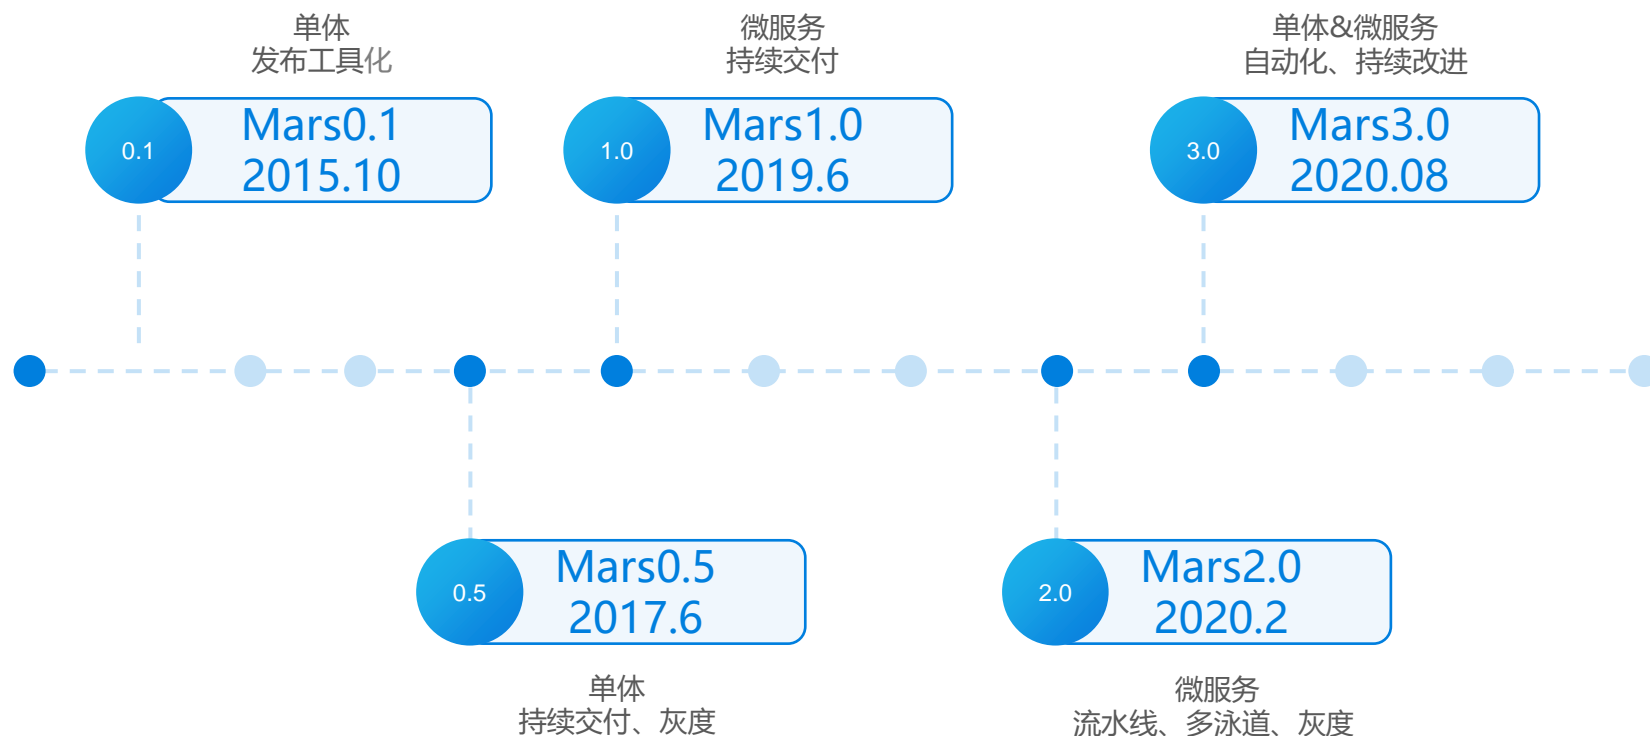 单体
发布工具化
0.1
Mars0.1
2015.10
微服务
持续交付
1.0
Mars1.0
2019.6
单体&微服务
自动化、持续改进
3.0
Mars3.0
2020.08
0.5
Mars0.5
2017.6
单体
持续交付、灰度
2.0
Mars2.0
2020.2
微服务
流水线、多泳道、灰度